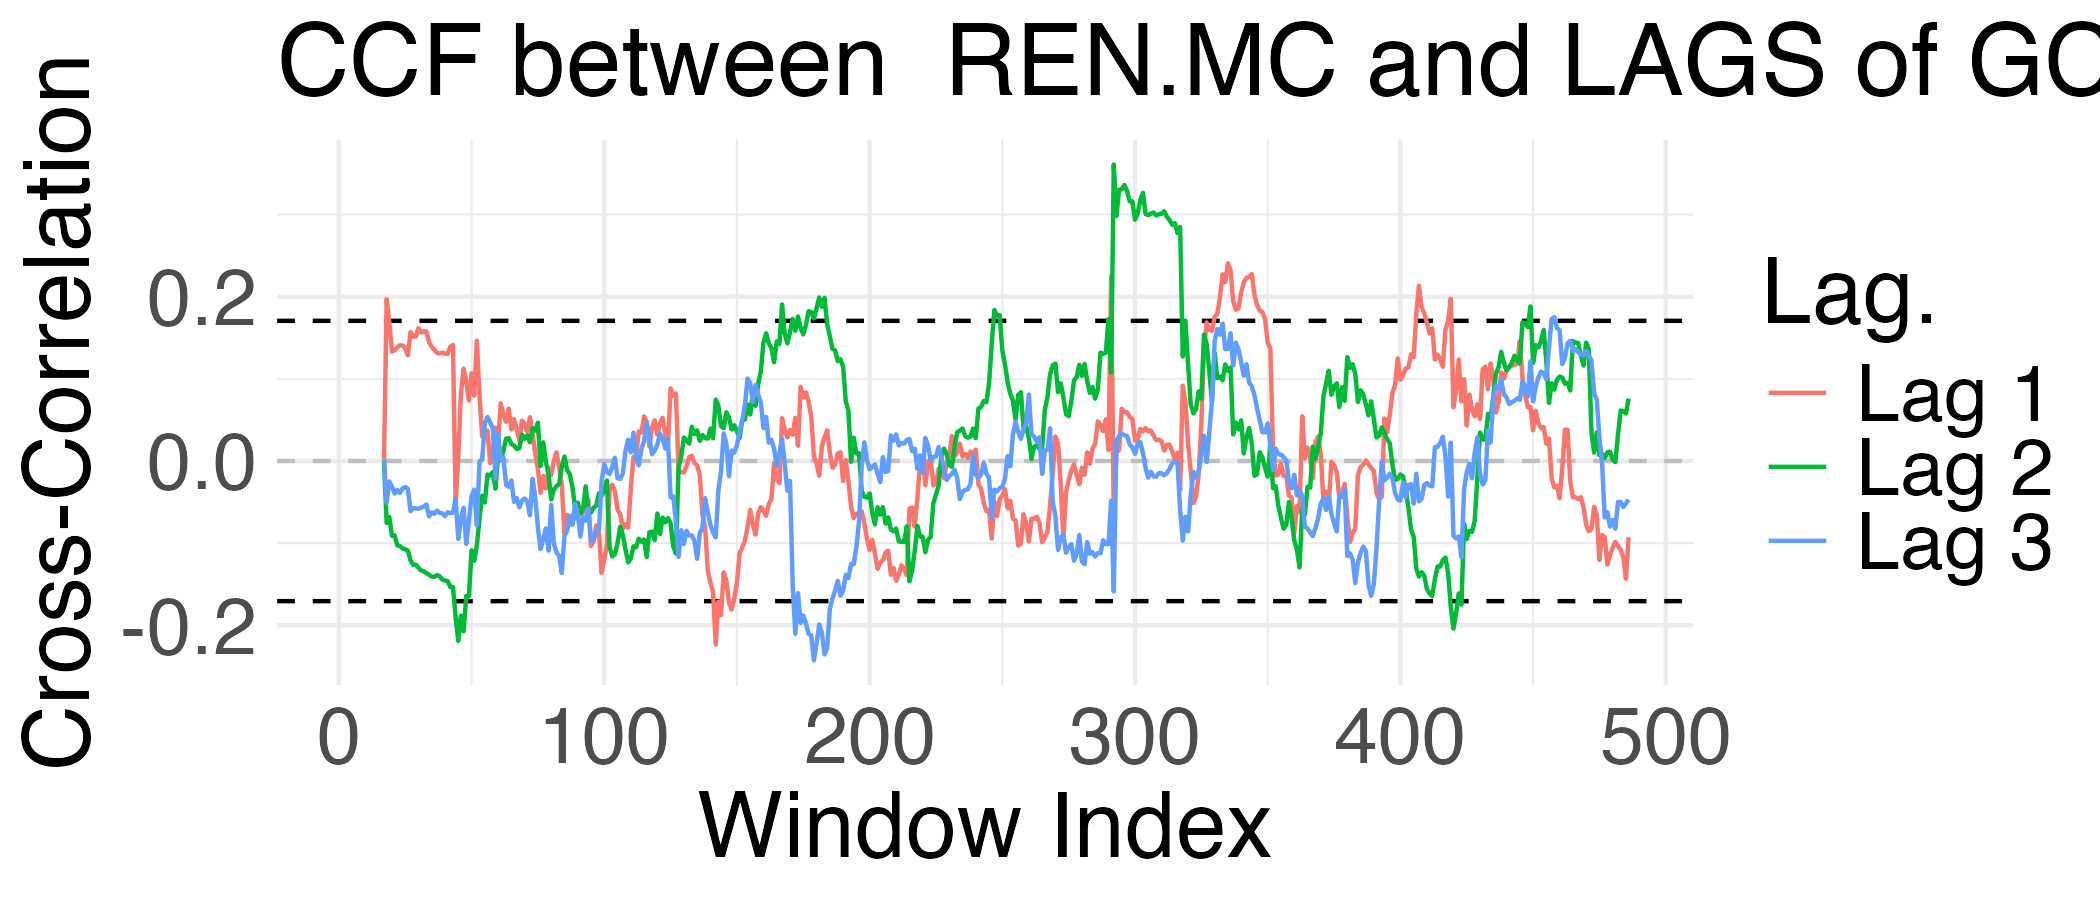 CCF between  REN.MC and LAGS of GC
Cross-Correlation
0.2
0.0
-0.2
0
100
200
300
400
500
Window Index
Lag.
Lag 1
Lag 2
Lag 3